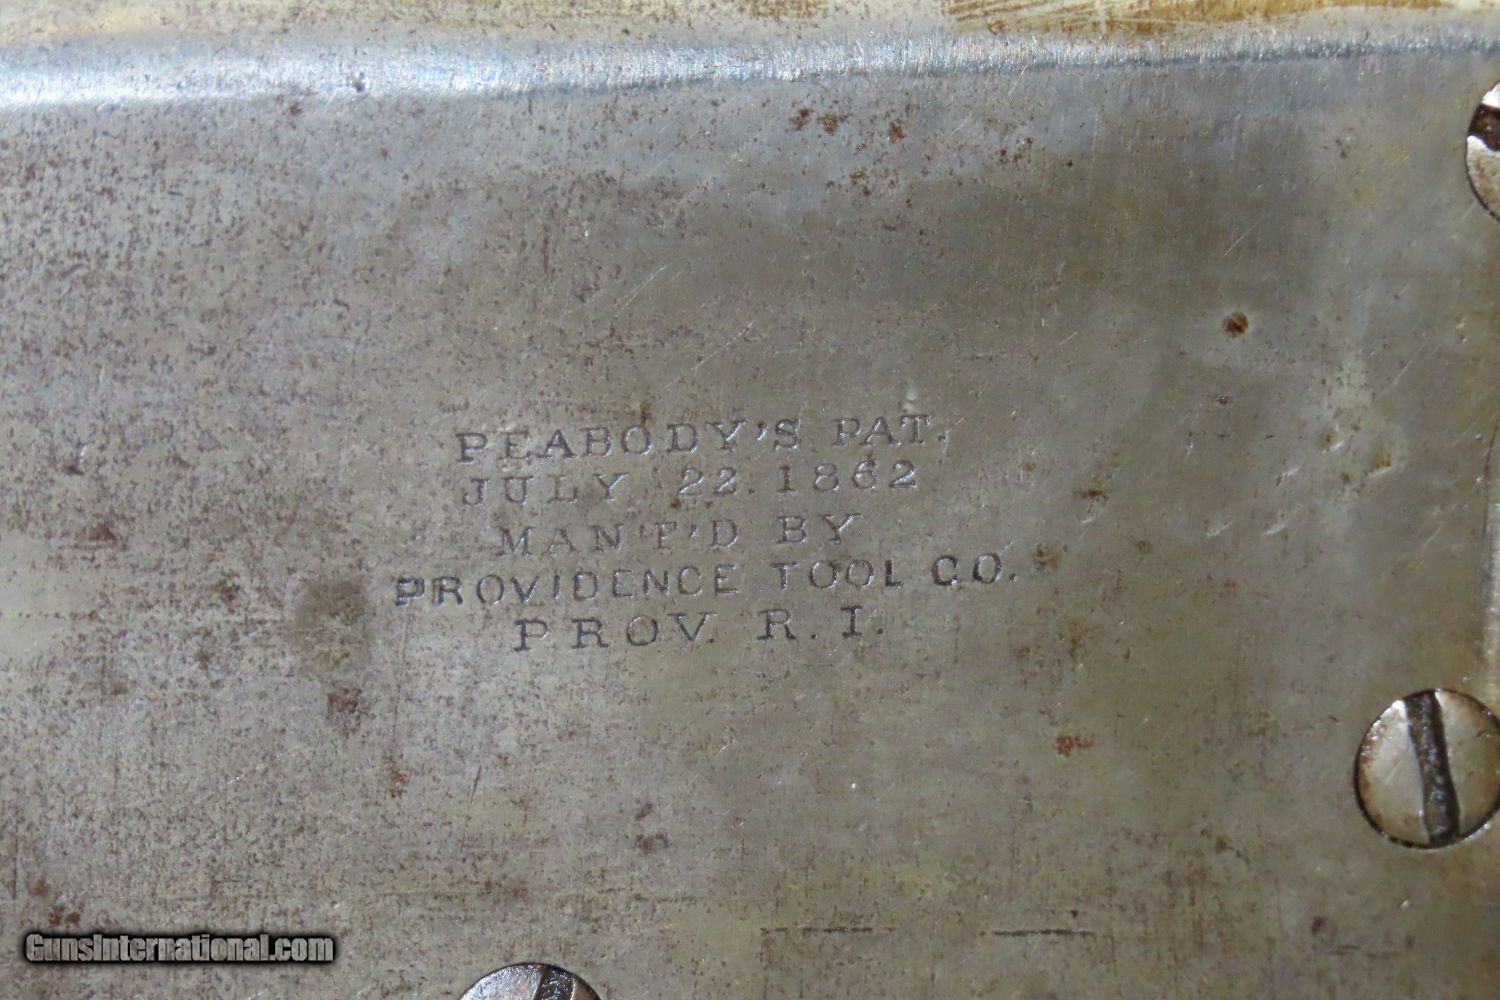 PEABODY'S PAT.
JULY 22. 1862
MAN'F'D BY
PROVIDENCE TOOL CO.
PROV. R. I.
GunsInternational.com